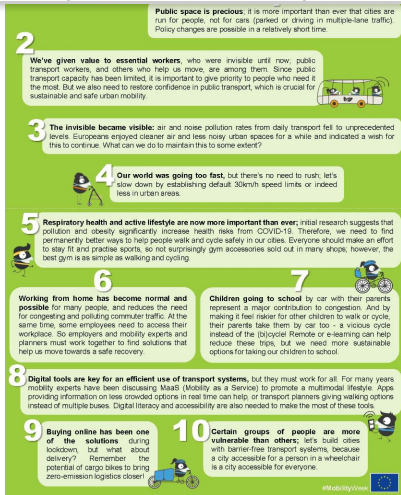 Public space is precious; it is more important than ever that cities are
run for people, not for cars (parked or driving in multiple-lane traffic).
Policy changes are possible in a relatively short time.
2
We've given value to essential workers, who were invisible until now; public
transport workers, and others who help us move, are among them. Since public
transport capacity has been limited, it is important to give priority to people who need it
the most. But we also need to restore confidence in public transport, which is crucial for
sustainable and safe urban mobility.
3
The invisible became visible: air and noise pollution rates from daily transport fell to unprecedented
levels. Europeans enjoyed cleaner air and less noisy urban spaces for a while and indicated a wish for
this to continue. What can we do to maintain this to some extent?
4
Our world was going too fast, but there's no need to rush; let's
slow down by establishing default 30km/h speed limits or indeed
less in urban areas.
5
Respiratory health and active lifestyle are now more important than ever; initial research suggests that
pollution and obesity significantly increase health risks from COVID-19. Therefore, we need to find
permanently better ways to help people walk and cycle safely in our cities. Everyone should make an effort
to stay fit and practise sports, so not surprisingly gym accessories sold out in many shops; however, the
best gym is as simple as walking and cycling.
6
Working from home has become normal and
possible for many people, and reduces the need
for congesting and polluting commuter traffic. At
the same time, some employees need to access their
workplace. So employers and mobility experts and
planners must work together to find solutions that
help us move towards a safe recovery.
7
Children going to school by car with their parents
represent a major contribution to congestion. And by
making it feel riskier for other children to walk or cycle,
their parents take them by car too - a vicious cycle
instead of the (bi)cycle! Remote or e-learning can help
reduce these trips, but we need more sustainable
options for taking our children to school.
8
Digital tools are key for an efficient use of transport systems, but they must work for all. For many years
mobility experts have been discussing MaaS (Mobility as a Service) to promote a multimodal lifestyle. Apps
providing information on less crowded options in real time can help, or transport planners giving walking options
instead of multiple buses. Digital literacy and accessibility are also needed to make the most of these tools.
9
Buying online has been one
of the solutions during
lockdown, but what about
delivery? Remember the
potential of cargo bikes to bring
zero-emission logistics closer!
10
Certain groups of people are more
vulnerable than others; let's build cities
with barrier-free transport systems, because
a city accessible for a person in a wheelchair
is a city accessible for everyone.
#MobilityWeek